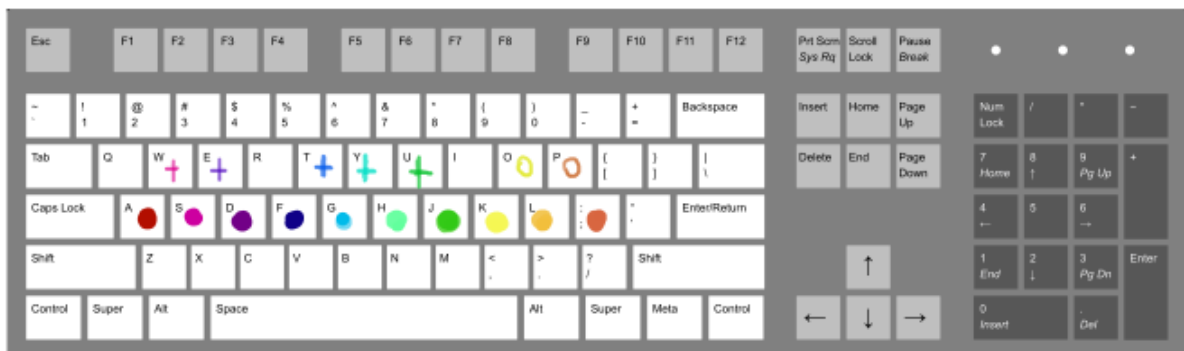 Esc F1 F2 F3 F4 F5 F6 F7 F8 F9 F10 F11 F12 Prt Scrn Scroll Pause
Sys Rq Lock Break
~ ! @ # $ % ^ & * ( ) _ + Backspace Insert Home Page Num / * -
` 1 2 3 4 5 6 7 8 9 0 - = Up Lock
Tab Q W E R T Y U I O P { } | Delete End Page 7 8 9 +
[ ] \ Down Home ↑ Pg Up
Caps Lock A S D F G H J K L : " Enter/Return 4 5 6
; ' ← →
Shift Z X C V B N M < > ? Shift ↑ 1 2 3 Enter
, . / End ↓ Pg Dn
Control Super Alt Space Alt Super Meta Control ← ↓ → 0 .
Insert Del